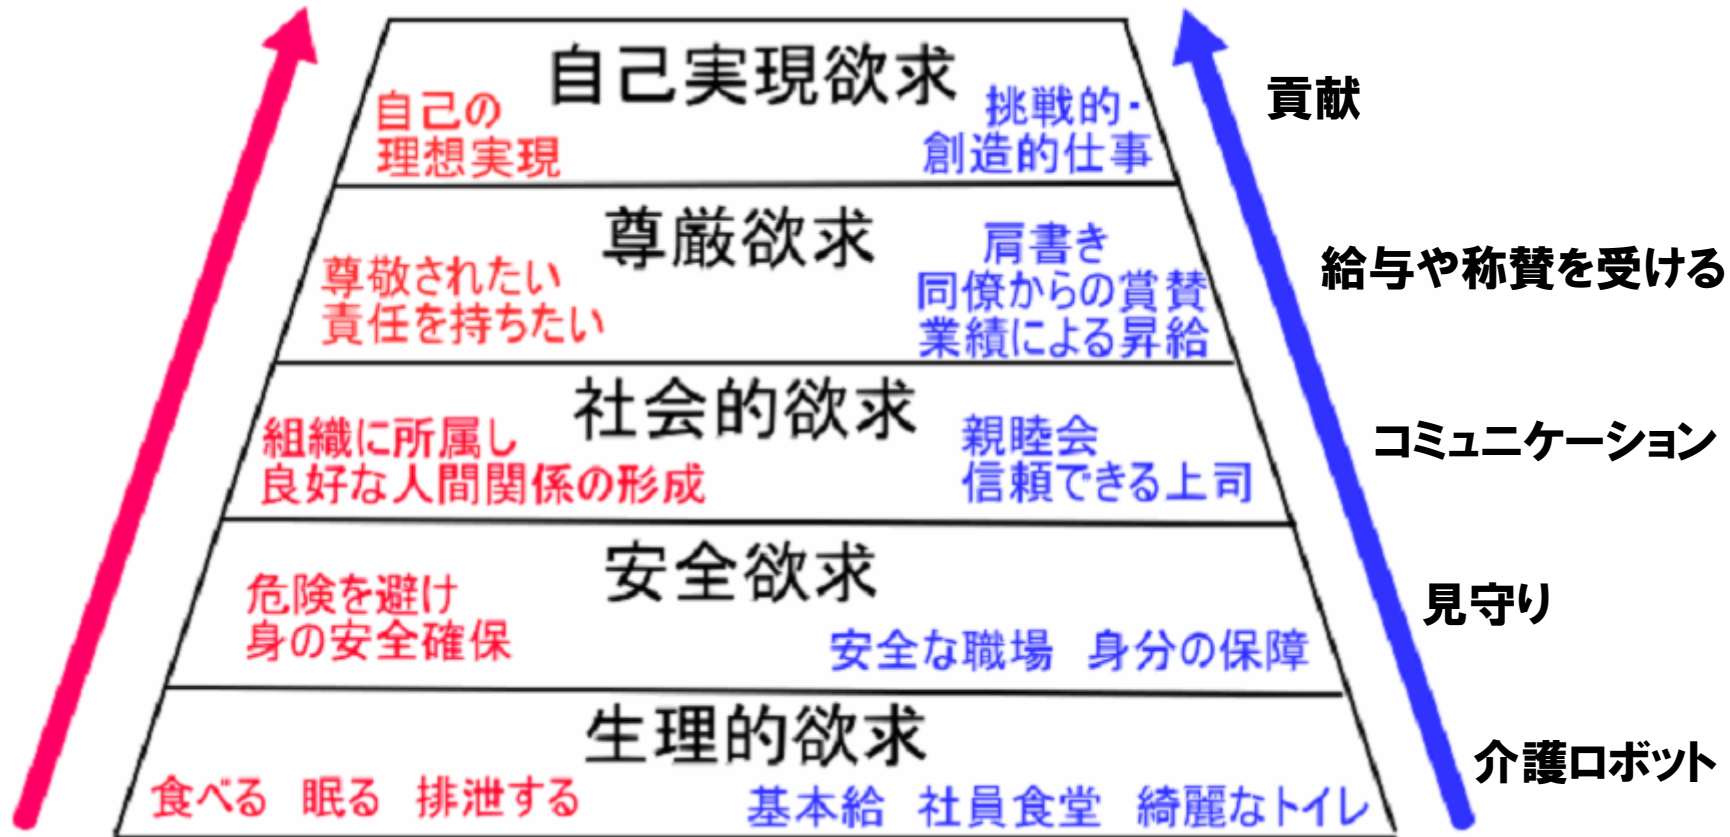 自己実現欲求
自己の
理想実現
挑戦的・
創造的仕事
貢献
尊厳欲求
尊敬されたい
責任を持ちたい
肩書き
同僚からの賞賛
業績による昇給
給与や称賛を受ける
社会的欲求
組織に所属し
良好な人間関係の形成
親睦会
信頼できる上司
コミュニケーション
安全欲求
危険を避け
身の安全確保
安全な職場 身分の保障
見守り
生理的欲求
食べる 眠る 排泄する
基本給 社員食堂 綺麗なトイレ
介護ロボット